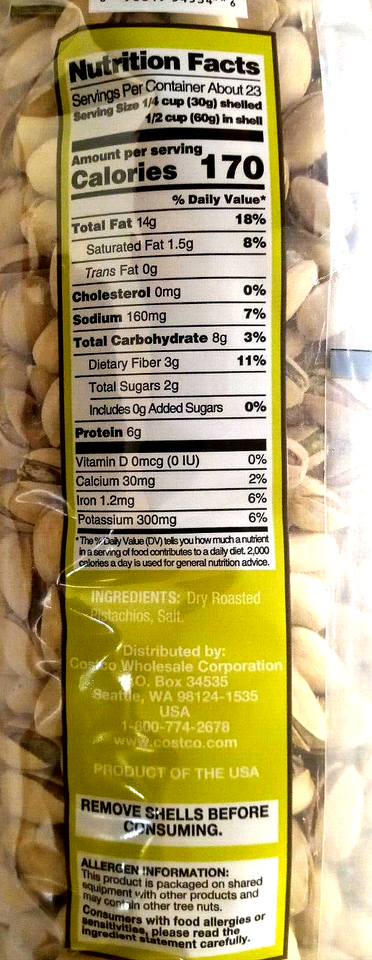 Nutrition Facts
Servings Per Container About 23
Serving Size 1/4 cup (30g) shelled
1/2 cup (60g) in shell
Amount per serving
Calories 170
% Daily Value*
Total Fat 14g 18%
Saturated Fat 1.5g 8%
Trans Fat 0g
Cholesterol 0mg 0%
Sodium 160mg 7%
Total Carbohydrate 8g 3%
Dietary Fiber 3g 11%
Total Sugars 2g
Includes 0g Added Sugars 0%
Protein 6g
Vitamin D 0mcg (0 IU) 0%
Calcium 30mg 2%
Iron 1.2mg 6%
Potassium 300mg 6%
* The % Daily Value (DV) tells you how much a nutrient
in a serving of food contributes to a daily diet. 2,000
calories a day is used for general nutrition advice.
INGREDIENTS: Dry Roasted
Pistachios, Salt.
Distributed by:
Costco Wholesale Corporation
P.O. Box 34535
Seattle, WA 98124-1535
USA
1-800-774-2678
www.costco.com
PRODUCT OF THE USA
REMOVE SHELLS BEFORE
CONSUMING.
ALLERGEN INFORMATION:
This product is packaged on shared
equipment with other products and
may contain other tree nuts.
Consumers with food allergies or
sensitivities, please read the
ingredient statement carefully.